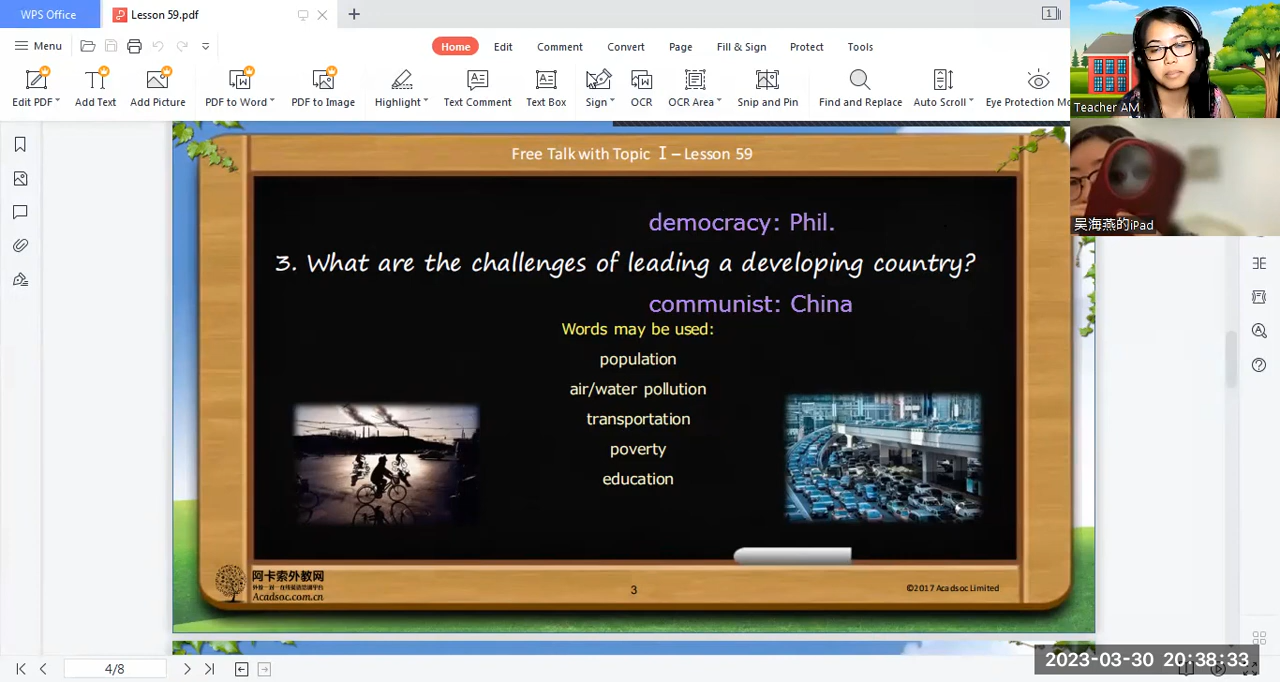 WPS Office
Lesson 59.pdf
Menu
Home Edit Comment Convert Page Fill & Sign Protect Tools
Edit PDF Add Text Add Picture PDF to Word PDF to Image Highlight Text Comment Text Box Sign OCR OCR Area Snip and Pin Find and Replace Auto Scroll Eye Protection Mo
Teacher AM
吴海燕的iPad
Free Talk with Topic I – Lesson 59
democracy: Phil.
3. What are the challenges of leading a developing country?
communist: China
Words may be used:
population
air/water pollution
transportation
poverty
education
阿卡索外教网
Acadsoc.com.cn
3
©2017 Acadsoc Limited
4/8
2023-03-30 20:38:33